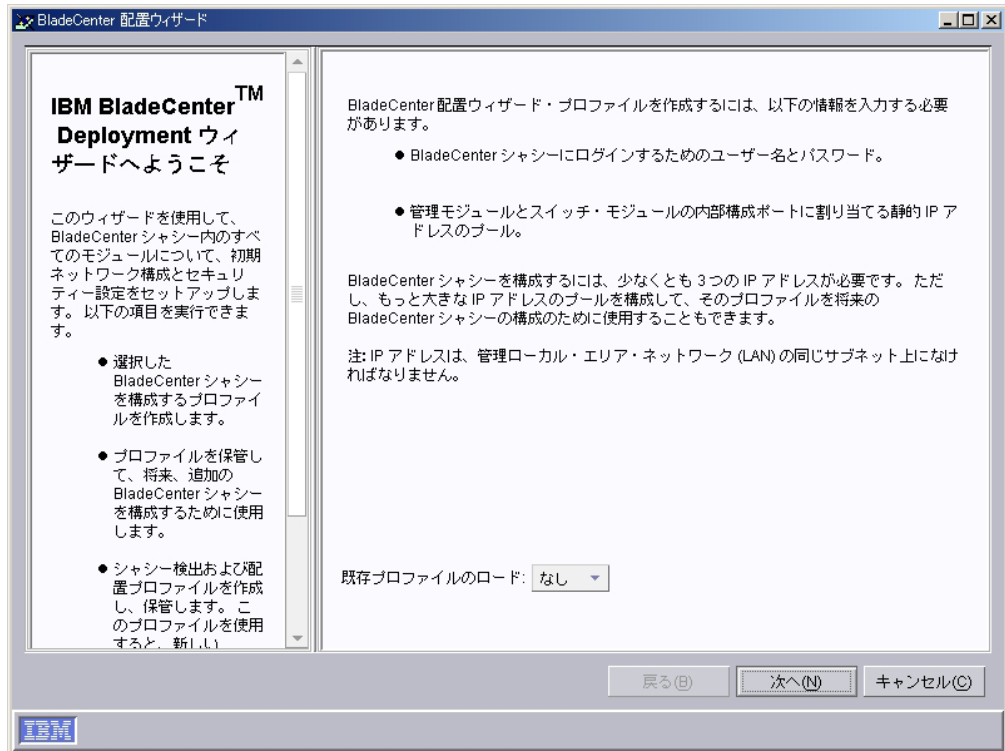 BladeCenter 配置ウィザード
IBM BladeCenter™
Deployment ウィ
ザードへようこそ
このウィザードを使用して、
BladeCenter シャシー内のすべ
てのモジュールについて、初期
ネットワーク構成とセキュリ
ティー設定をセットアップしま
す。以下の項目を実行できま
す。
● 選択した
BladeCenter シャシー
を構成するプロファイ
ルを作成します。
● プロファイルを保管し
て、将来、追加の
BladeCenter シャシー
を構成するために使用
します。
● シャシー検出および配
置プロファイルを作成
し、保管します。 こ
のプロファイルを使用
すると、新しい
BladeCenter 配置ウィザード・プロファイルを作成するには、以下の情報を入力する必要
があります。
● BladeCenter シャシーにログインするためのユーザー名とパスワード。
● 管理モジュールとスイッチ・モジュールの内部構成ポートに割り当てる静的 IP ア
ドレスのプール。
BladeCenter シャシーを構成するには、少なくとも 3 つの IP アドレスが必要です。ただ
し、もっと大きな IP アドレスのプールを構成して、そのプロファイルを将来の
BladeCenter シャシーの構成のために使用することもできます。
注: IP アドレスは、管理ローカル・エリア・ネットワーク (LAN) の同じサブネット上になけ
ればなりません。
既存プロファイルのロード: なし
戻る(B) 次へ(N) キャンセル(C)
IBM